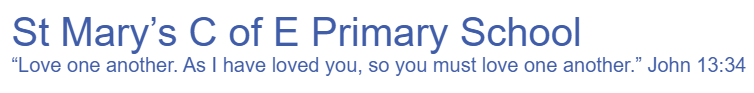 St Mary’s C of E Primary School
“Love one another. As I have loved you, so you must love one another.” John 13:34